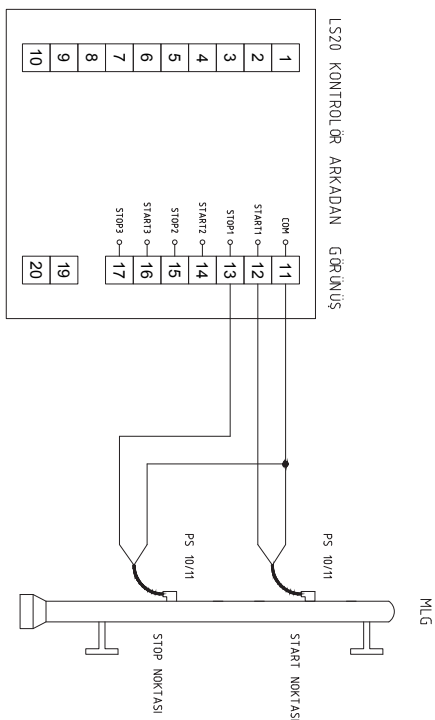 MLG
LS20 KONTROLÖR ARKADAN GÖRÜNÜŞ
PS 10/11
START NOKTASI
1 COM 11
2 START1 12
3 STOP1 13
4 START2 14
5 STOP2 15
6 START3 16
7 STOP3 17
8
9 19
10 20
PS 10/11
STOP NOKTASI